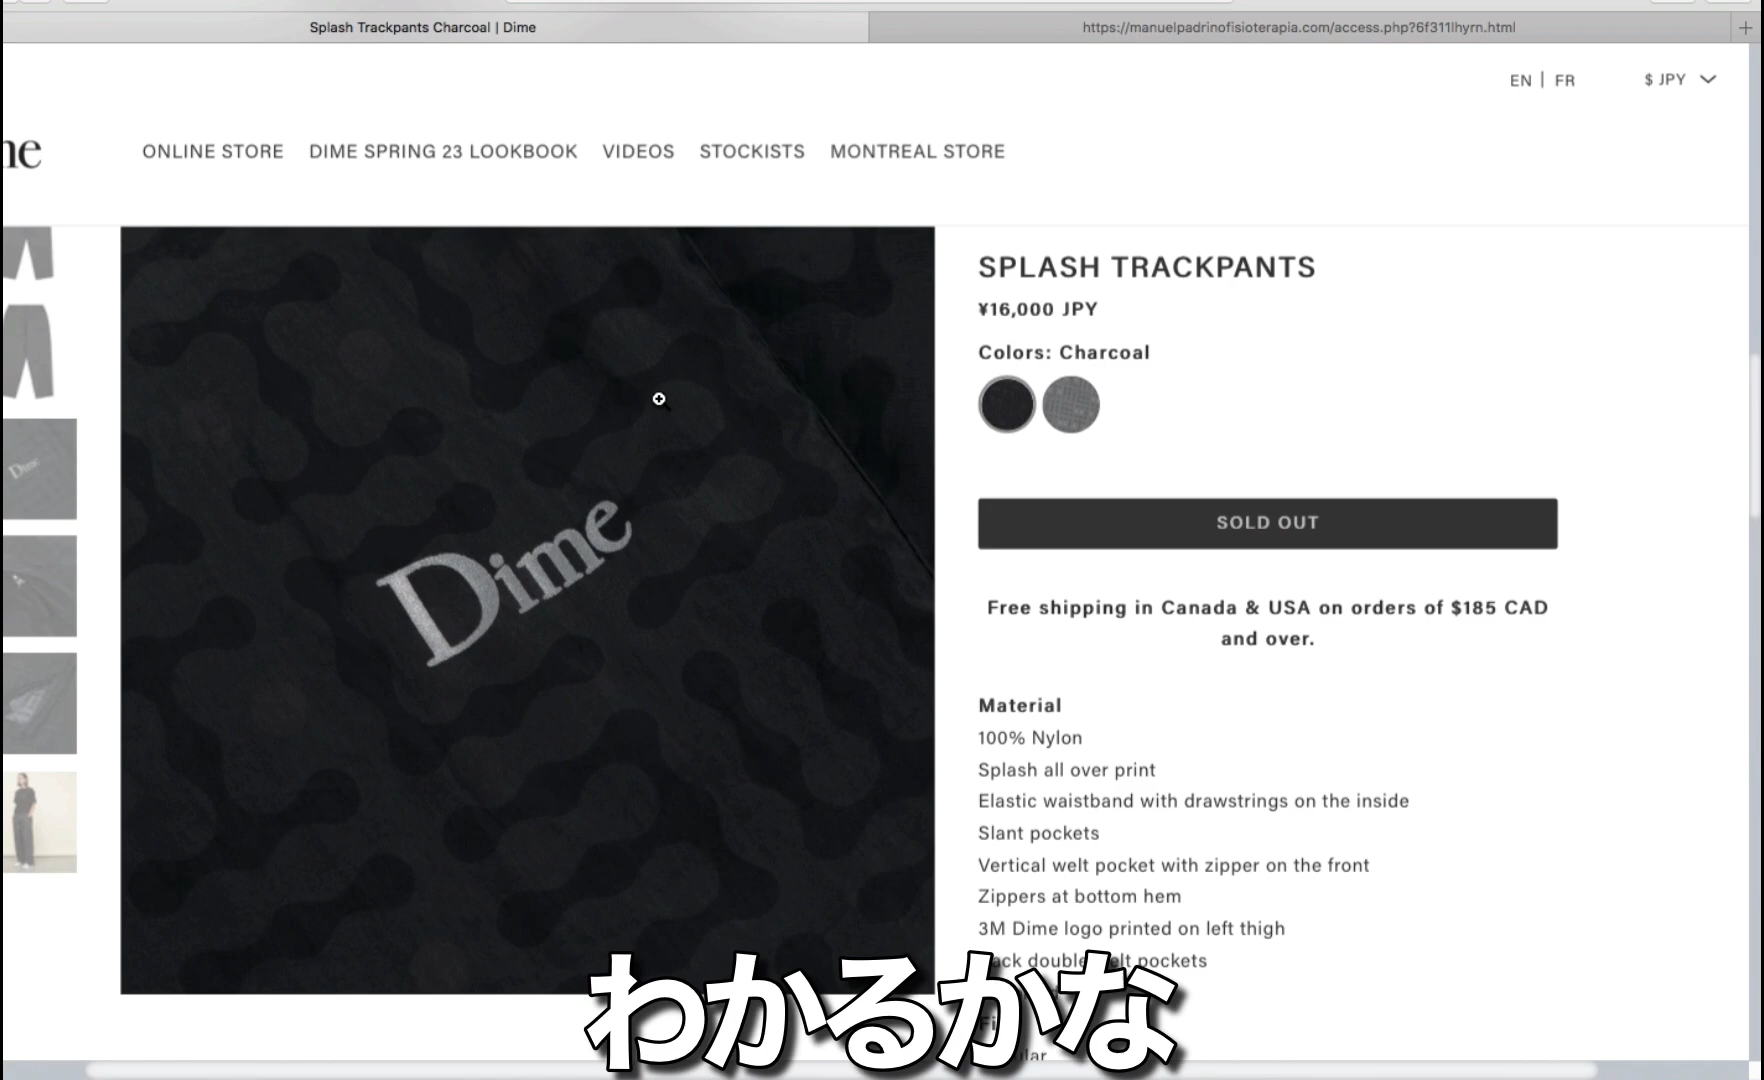 Splash Trackpants Charcoal | Dime
https://manuelpadrinofisioterapia.com/access.php?6f311lhyrn.html
EN | FR
$ JPY
ONLINE STORE
DIME SPRING 23 LOOKBOOK
VIDEOS
STOCKISTS
MONTREAL STORE
Dime
SPLASH TRACKPANTS
¥16,000 JPY
Colors: Charcoal
SOLD OUT
Free shipping in Canada & USA on orders of $185 CAD
and over.
Material
100% Nylon
Splash all over print
Elastic waistband with drawstrings on the inside
Slant pockets
Vertical welt pocket with zipper on the front
Zippers at bottom hem
3M Dime logo printed on left thigh
double pockets
わかるかな